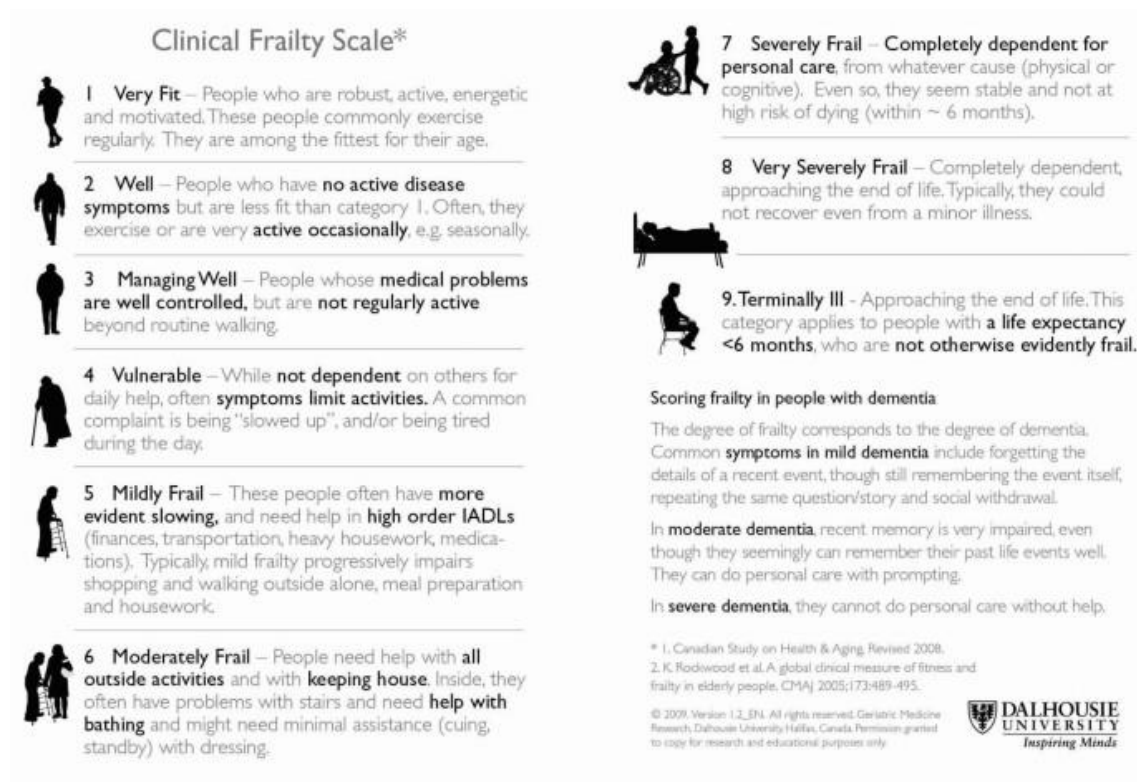 Clinical Frailty Scale*
1 Very Fit – People who are robust, active, energetic
and motivated. These people commonly exercise
regularly. They are among the fittest for their age.
2 Well – People who have no active disease
symptoms but are less fit than category 1. Often, they
exercise or are very active occasionally, e.g. seasonally.
3 Managing Well – People whose medical problems
are well controlled, but are not regularly active
beyond routine walking.
4 Vulnerable – While not dependent on others for
daily help, often symptoms limit activities. A common
complaint is being "slowed up", and/or being tired
during the day.
5 Mildly Frail – These people often have more
evident slowing, and need help in high order IADLs
(finances, transportation, heavy housework, medica-
tions). Typically, mild frailty progressively impairs
shopping and walking outside alone, meal preparation
and housework.
6 Moderately Frail – People need help with all
outside activities and with keeping house. Inside, they
often have problems with stairs and need help with
bathing and might need minimal assistance (cuing,
standby) with dressing.
7 Severely Frail – Completely dependent for
personal care, from whatever cause (physical or
cognitive). Even so, they seem stable and not at
high risk of dying (within ~ 6 months).
8 Very Severely Frail – Completely dependent,
approaching the end of life. Typically, they could
not recover even from a minor illness.
9. Terminally Ill - Approaching the end of life. This
category applies to people with a life expectancy
<6 months, who are not otherwise evidently frail.
Scoring frailty in people with dementia
The degree of frailty corresponds to the degree of dementia.
Common symptoms in mild dementia include forgetting the
details of a recent event, though still remembering the event itself,
repeating the same question/story and social withdrawal.
In moderate dementia, recent memory is very impaired, even
though they seemingly can remember their past life events well.
They can do personal care with prompting.
In severe dementia, they cannot do personal care without help.
* 1. Canadian Study on Health & Aging, Revised 2008.
2. K. Rockwood et al. A global clinical measure of fitness and
frailty in elderly people. CMAJ 2005;173:489-495.
© 2009. Version 1.2_EN. All rights reserved. Geriatric Medicine
Research, Dalhousie University, Halifax, Canada. Permission granted
to copy for research and educational purposes only.
DALHOUSIE
UNIVERSITY
Inspiring Minds